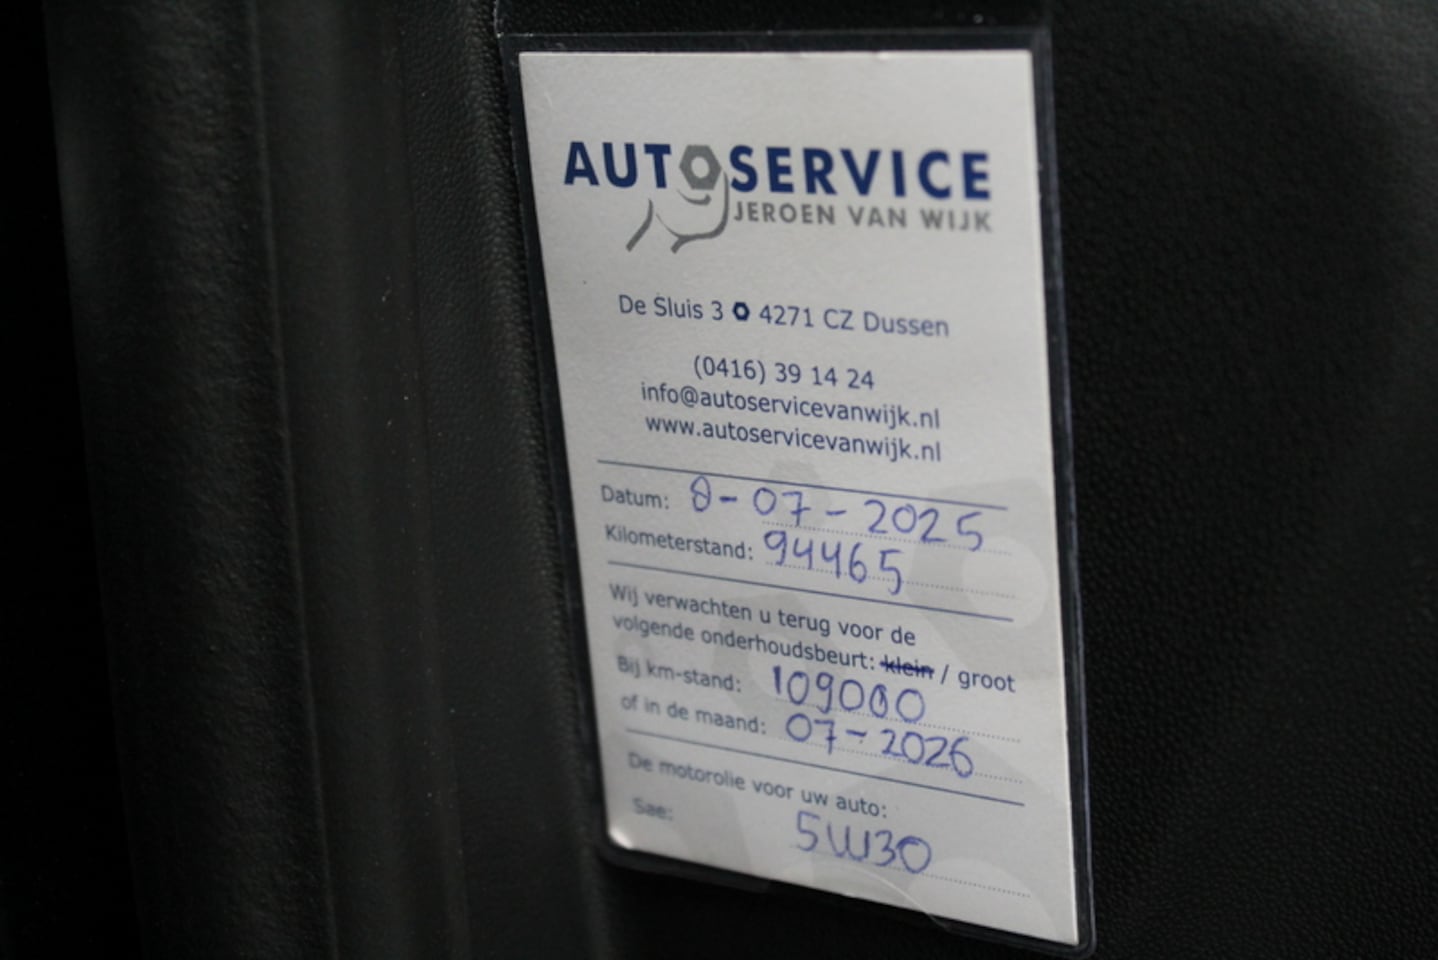 AUTOSERVICE
JEROEN VAN WIJK
De Sluis 3 4271 CZ Dussen
(0416) 39 14 24
info@autoservicevanwijk.nl
www.autoservicevanwijk.nl
Datum: 8-07-2025
Kilometerstand: 94465
Wij verwachten u terug voor de
volgende onderhoudsbeurt: klein / groot
Bij km-stand: 109000
of in de maand: 07-2026
De motorolie voor uw auto:
Sae: 5W30